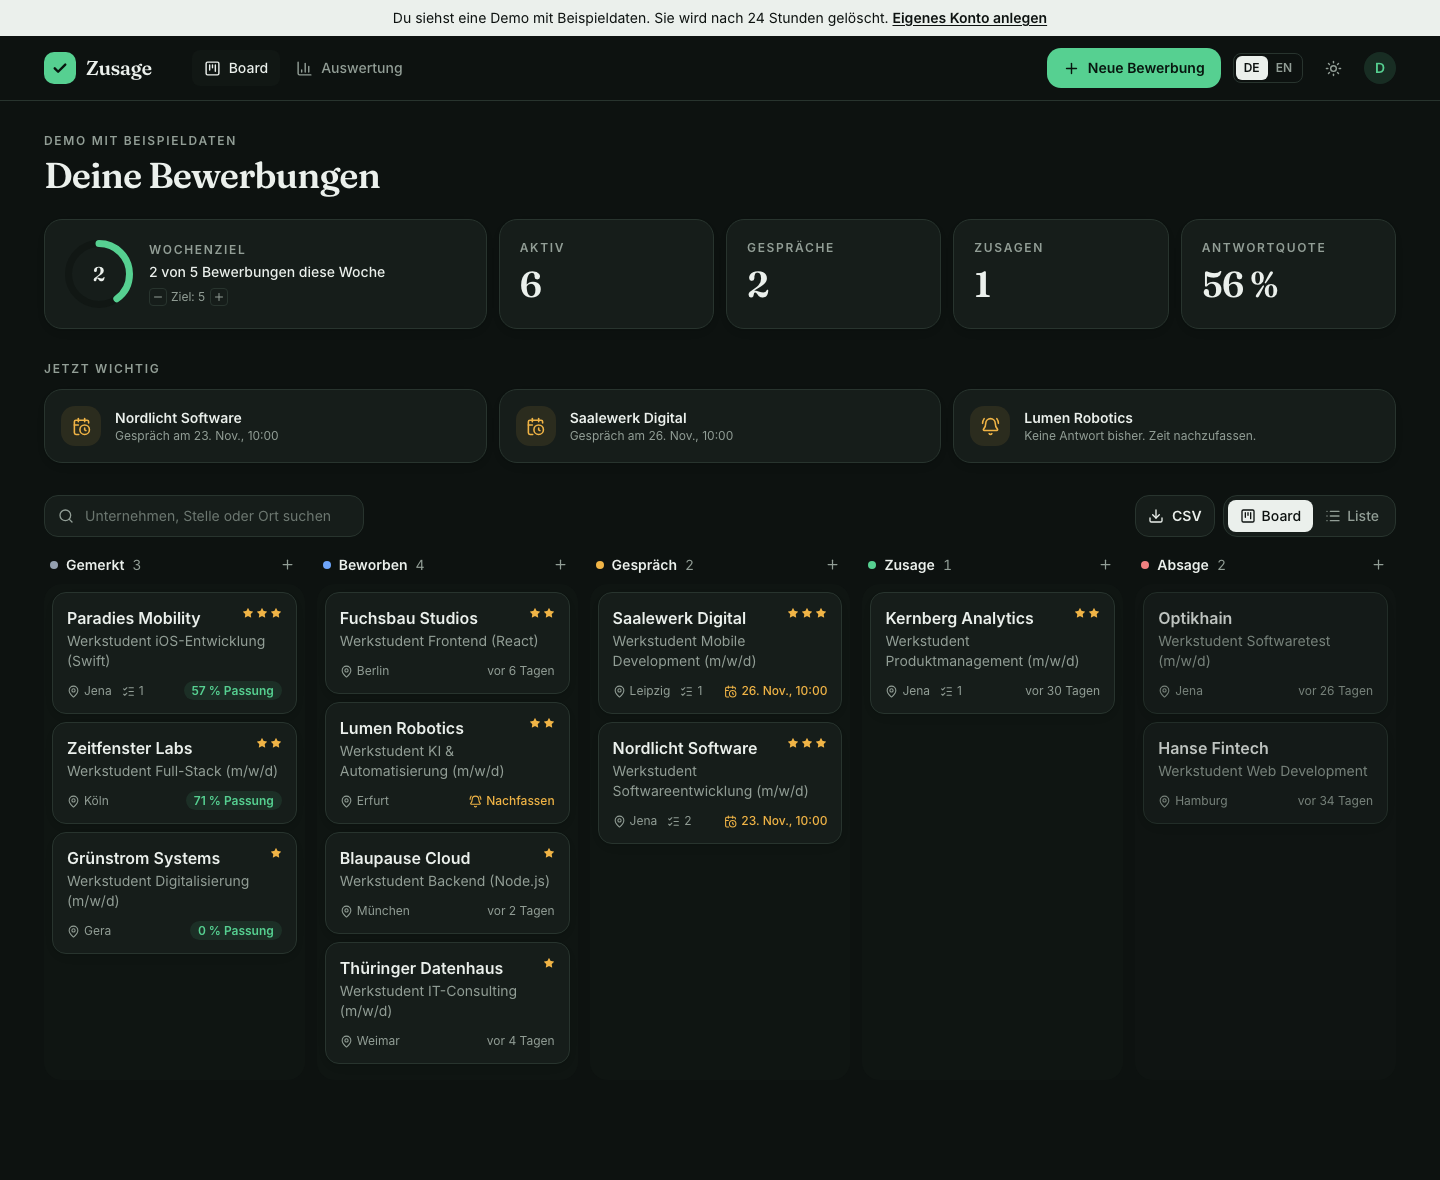 Du siehst eine Demo mit Beispieldaten. Sie wird nach 24 Stunden gelöscht. Eigenes Konto anlegen
Zusage
Board
Auswertung
Neue Bewerbung
DE
EN
D
DEMO MIT BEISPIELDATEN
Deine Bewerbungen
2
WOCHENZIEL
2 von 5 Bewerbungen diese Woche
Ziel: 5
AKTIV
6
GESPRÄCHE
2
ZUSAGEN
1
ANTWORTQUOTE
56 %
JETZT WICHTIG
Nordlicht Software
Gespräch am 23. Nov., 10:00
Saalewerk Digital
Gespräch am 26. Nov., 10:00
Lumen Robotics
Keine Antwort bisher. Zeit nachzufassen.
Unternehmen, Stelle oder Ort suchen
CSV
Board
Liste
Gemerkt 3
Paradies Mobility
Werkstudent iOS-Entwicklung
(Swift)
Jena 1 57 % Passung
Zeitfenster Labs
Werkstudent Full-Stack (m/w/d)
Köln 71 % Passung
Grünstrom Systems
Werkstudent Digitalisierung
(m/w/d)
Gera 0 % Passung
Beworben 4
Fuchsbau Studios
Werkstudent Frontend (React)
Berlin vor 6 Tagen
Lumen Robotics
Werkstudent KI &
Automatisierung (m/w/d)
Erfurt Nachfassen
Blaupause Cloud
Werkstudent Backend (Node.js)
München vor 2 Tagen
Thüringer Datenhaus
Werkstudent IT-Consulting
(m/w/d)
Weimar vor 4 Tagen
Gespräch 2
Saalewerk Digital
Werkstudent Mobile
Development (m/w/d)
Leipzig 1 26. Nov., 10:00
Nordlicht Software
Werkstudent
Softwareentwicklung (m/w/d)
Jena 2 23. Nov., 10:00
Zusage 1
Kernberg Analytics
Werkstudent
Produktmanagement (m/w/d)
Jena 1 vor 30 Tagen
Absage 2
Optikhain
Werkstudent Softwaretest
(m/w/d)
Jena vor 26 Tagen
Hanse Fintech
Werkstudent Web Development
Hamburg vor 34 Tagen